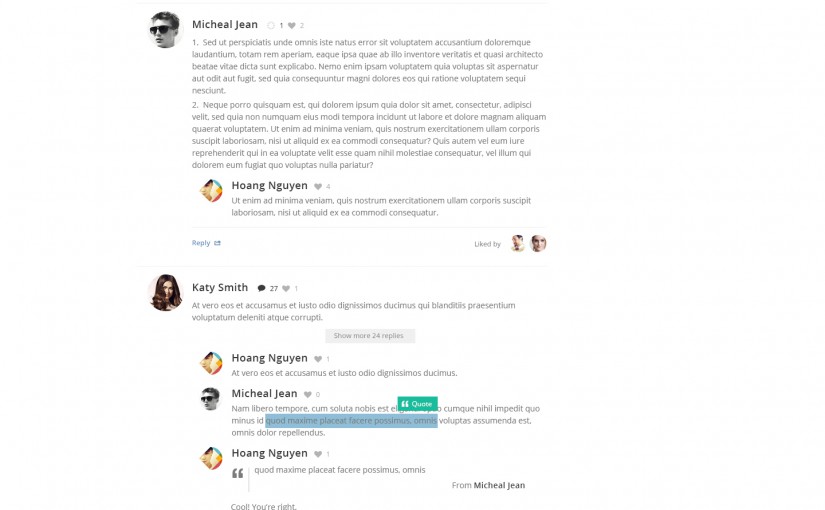 Micheal Jean 1 2
1. Sed ut perspiciatis unde omnis iste natus error sit voluptatem accusantium doloremque
laudantium, totam rem aperiam, eaque ipsa quae ab illo inventore veritatis et quasi architecto
beatae vitae dicta sunt explicabo. Nemo enim ipsam voluptatem quia voluptas sit aspernatur
aut odit aut fugit, sed quia consequuntur magni dolores eos qui ratione voluptatem sequi
nesciunt.
2. Neque porro quisquam est, qui dolorem ipsum quia dolor sit amet, consectetur, adipisci
velit, sed quia non numquam eius modi tempora incidunt ut labore et dolore magnam aliquam
quaerat voluptatem. Ut enim ad minima veniam, quis nostrum exercitationem ullam corporis
suscipit laboriosam, nisi ut aliquid ex ea commodi consequatur? Quis autem vel eum iure
reprehenderit qui in ea voluptate velit esse quam nihil molestiae consequatur, vel illum qui
dolorem eum fugiat quo voluptas nulla pariatur?
Hoang Nguyen 4
Ut enim ad minima veniam, quis nostrum exercitationem ullam corporis suscipit
laboriosam, nisi ut aliquid ex ea commodi consequatur.
Reply Liked by
Katy Smith 27 1
At vero eos et accusamus et iusto odio dignissimos ducimus qui blanditiis praesentium
voluptatum deleniti atque corrupti.
Show more 24 replies
Hoang Nguyen 1
At vero eos et accusamus et iusto odio dignissimos ducimus.
Micheal Jean 0
Quote
Nam libero tempore, cum soluta nobis est cumque nihil impedit quo
minus id quod maxime placeat facere possimus, omnis voluptas assumenda est,
omnis dolor repellendus.
Hoang Nguyen 1
❝ quod maxime placeat facere possimus, omnis
From Micheal Jean
Cool! You're right.